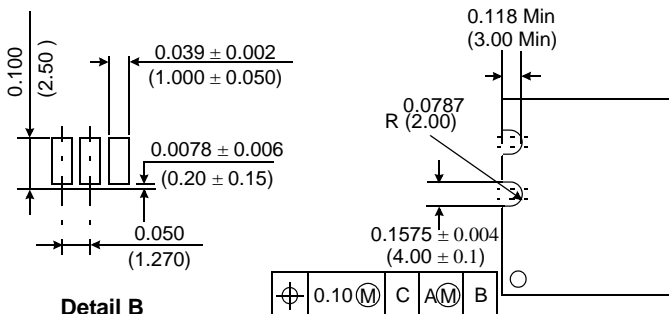 0.100
(2.50)
0.039 ± 0.002
(1.000 ± 0.050)
0.0078 ± 0.006
(0.20 ± 0.15)
0.050
(1.270)
Detail B
0.118 Min
(3.00 Min)
0.0787
R (2.00)
0.1575 ± 0.004
(4.00 ± 0.1)
⌖ 0.10 Ⓜ C AⓂ B